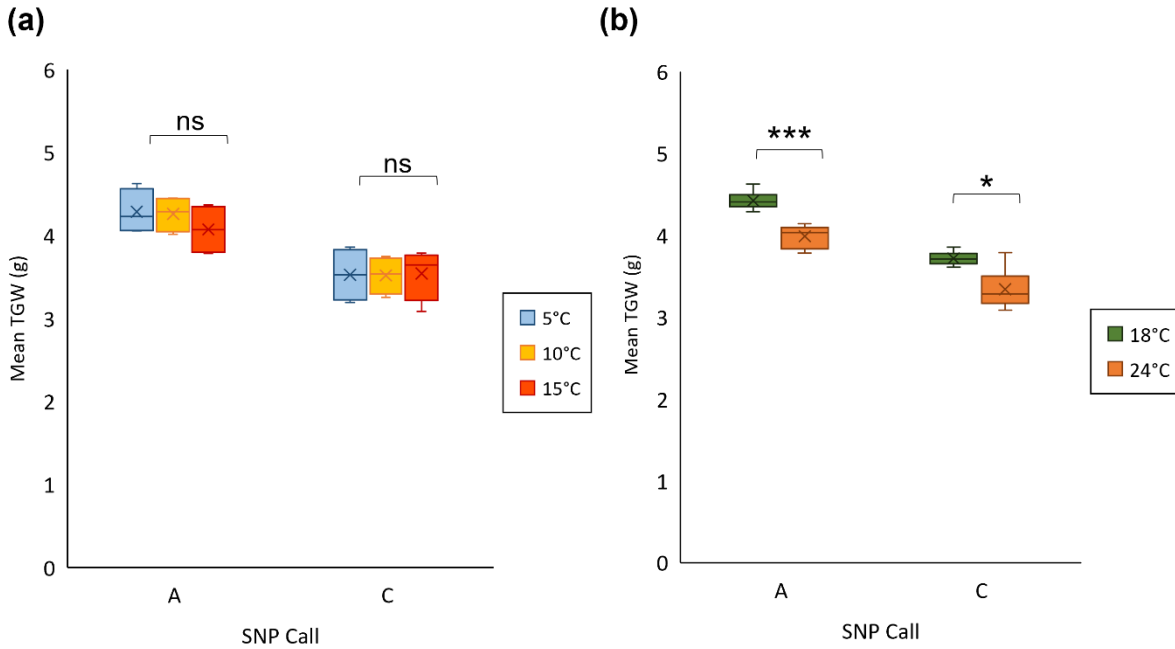 (a)
6
5
4
3
2
1
0
Mean TGW (g)
ns
ns
A
C
SNP Call
5°C
10°C
15°C
(b)
6
5
4
3
2
1
0
Mean TGW (g)
***
*
A
C
SNP Call
18°C
24°C